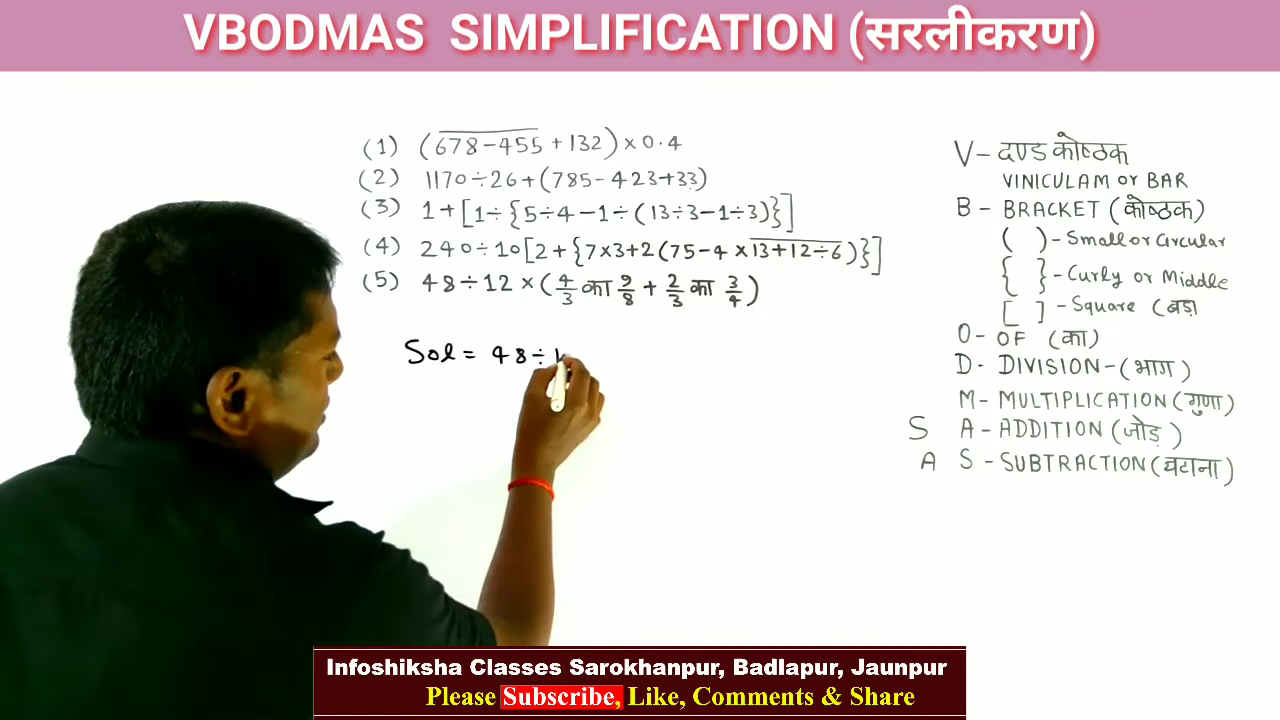 VBODMAS SIMPLIFICATION (सरलीकरण)
(1) (678-455 + 132) × 0.4
(2) 1170÷26+(785-423+33)
(3) 1+[1÷{5÷4-1÷(13÷3-1÷3)}]
(4) 240÷10[2+{7×3+2(75-4×13+12÷6)}]
(5) 48÷12×(4/3 का 9/8 + 2/3 का 3/4)
Sol = 48÷1
V- दण्ड कोष्ठक
VINICULAM or BAR
B - BRACKET (कोष्ठक)
( ) - Small or Circular
{ } - Curly or Middle
[ ] - Square (बड़ा
O- OF (का)
D- DIVISION-(भाग)
M- MULTIPLICATION (गुणा)
S A- ADDITION (जोड़)
A S - SUBTRACTION (घटाना)
Infoshiksha Classes Sarokhanpur, Badlapur, Jaunpur
Please Subscribe, Like, Comments & Share